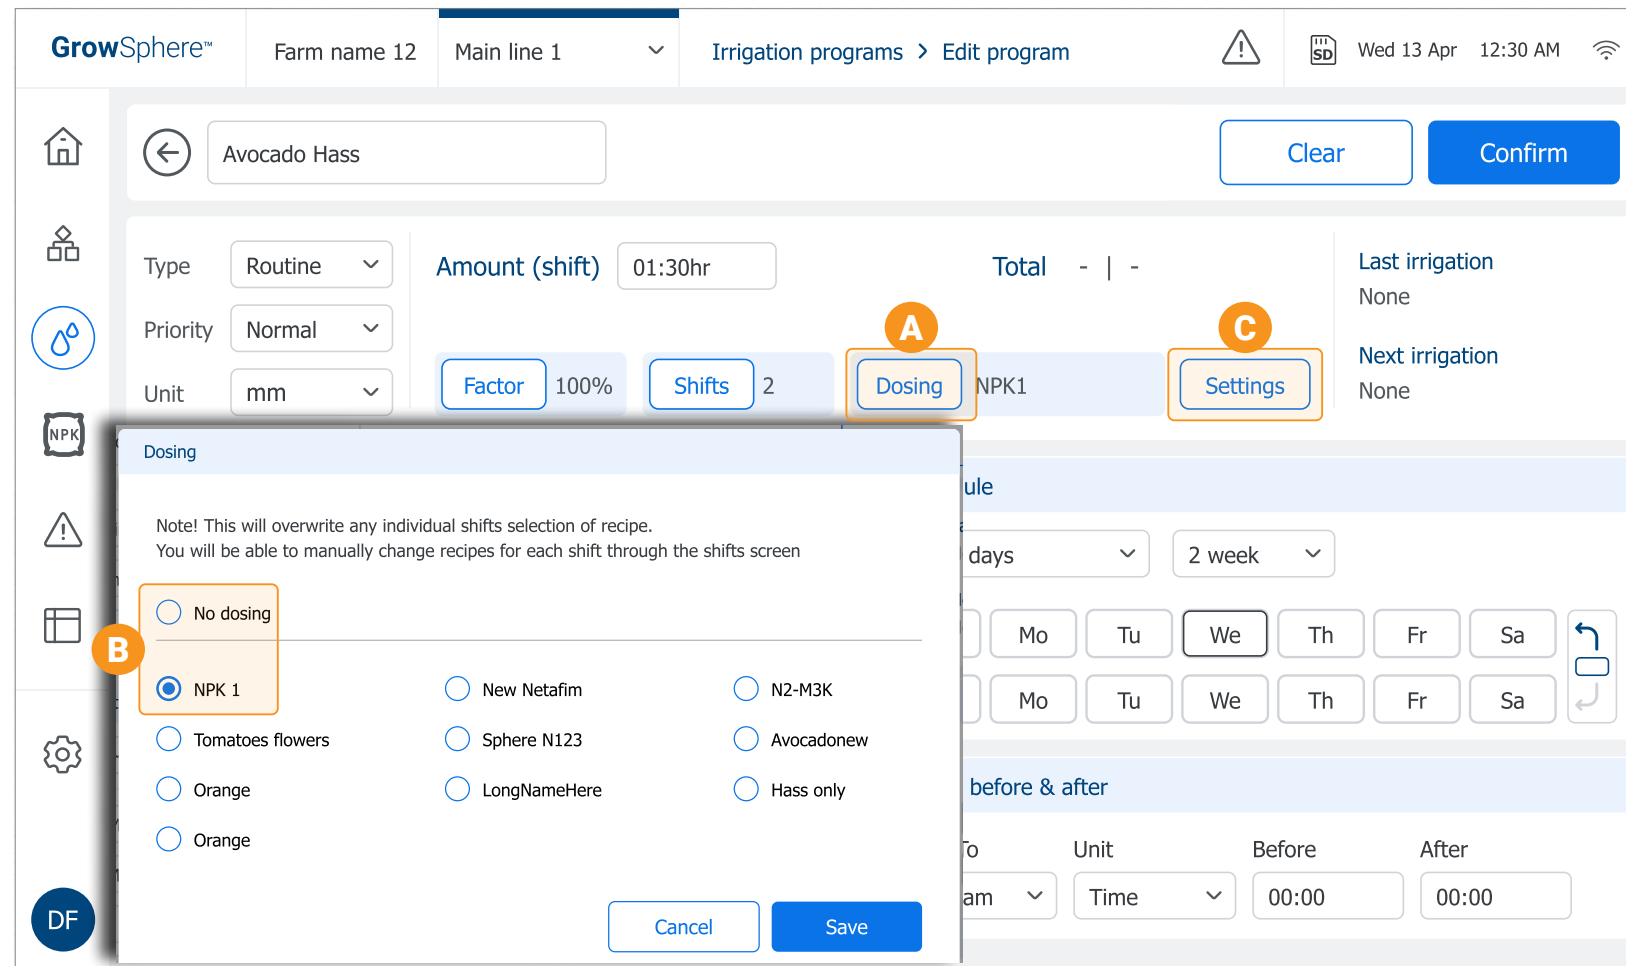 GrowSphere™
Farm name 12
Main line 1
Irrigation programs > Edit program
SD
Wed 13 Apr
12:30 AM
Avocado Hass
Clear
Confirm
Type
Routine
Amount (shift)
01:30hr
Total - | -
Last irrigation
None
Priority
Normal
A
C
Next irrigation
None
Unit
mm
Factor
100%
Shifts
2
Dosing
NPK1
Settings
NPK
Dosing
Note! This will overwrite any individual shifts selection of recipe.
You will be able to manually change recipes for each shift through the shifts screen
B
No dosing
NPK 1
New Netafim
N2-M3K
Tomatoes flowers
Sphere N123
Avocadonew
Orange
LongNameHere
Hass only
Orange
Cancel
Save
ule
days
2 week
Mo
Tu
We
Th
Fr
Sa
Mo
Tu
We
Th
Fr
Sa
before & after
To
Unit
Before
After
am
Time
00:00
00:00
DF